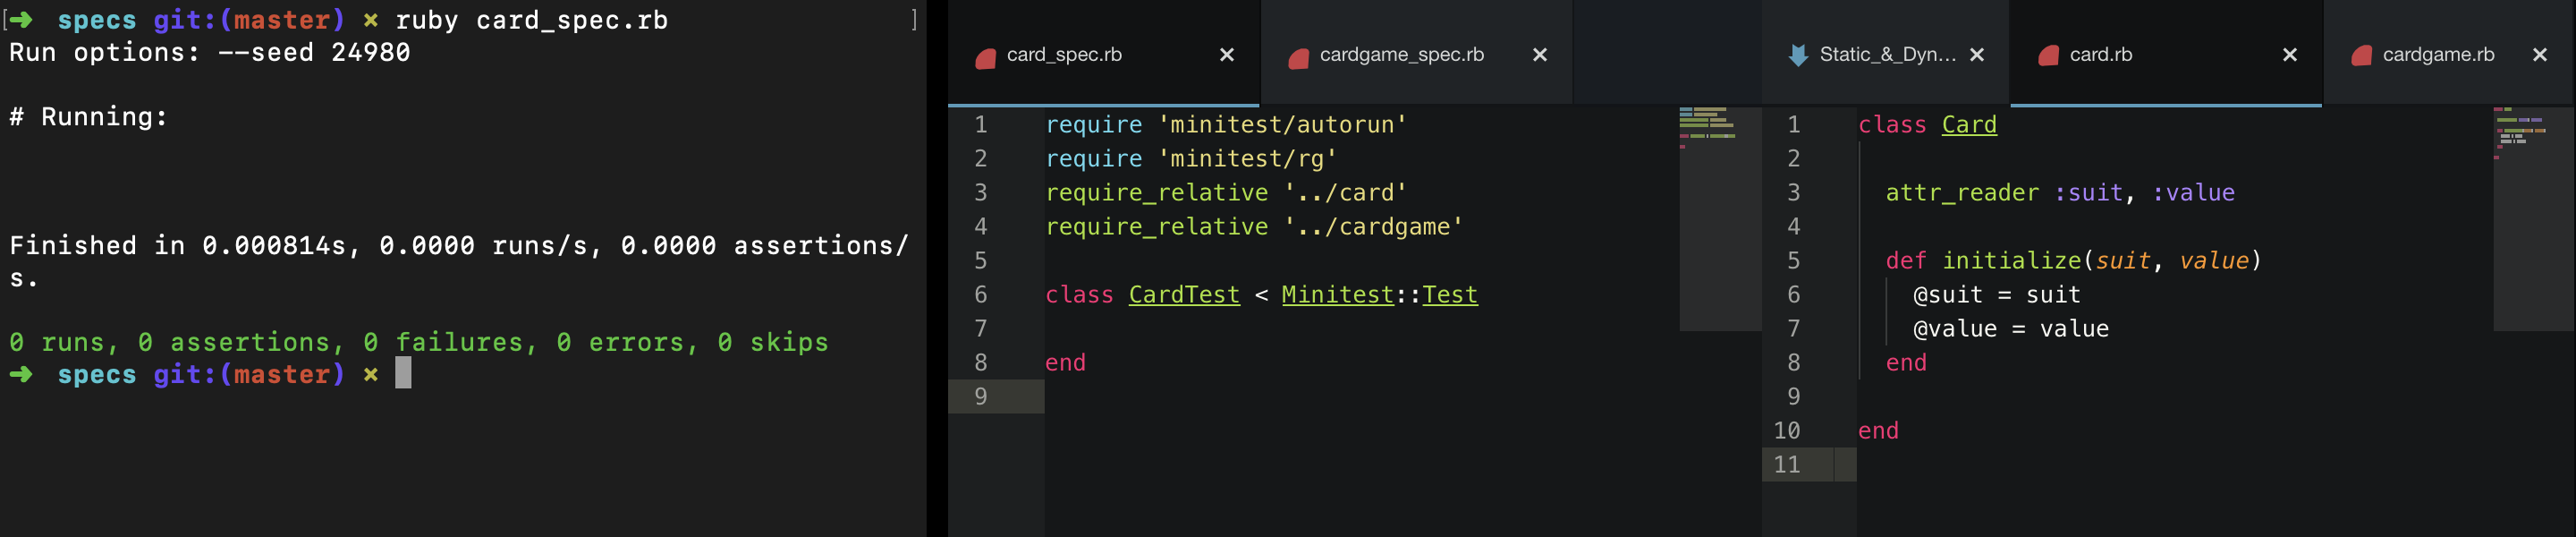 [➜  specs git:(master) ✗ ruby card_spec.rb ]
Run options: --seed 24980
# Running:
Finished in 0.000814s, 0.0000 runs/s, 0.0000 assertions/
s.
0 runs, 0 assertions, 0 failures, 0 errors, 0 skips
➜  specs git:(master) ✗
card_spec.rb ×
cardgame_spec.rb ×
1 require 'minitest/autorun'
2 require 'minitest/rg'
3 require_relative '../card'
4 require_relative '../cardgame'
5
6 class CardTest < Minitest::Test
7
8 end
9
Static_&_Dyn... ×
card.rb ×
cardgame.rb ×
1 class Card
2
3   attr_reader :suit, :value
4
5   def initialize(suit, value)
6     @suit = suit
7     @value = value
8   end
9
10 end
11